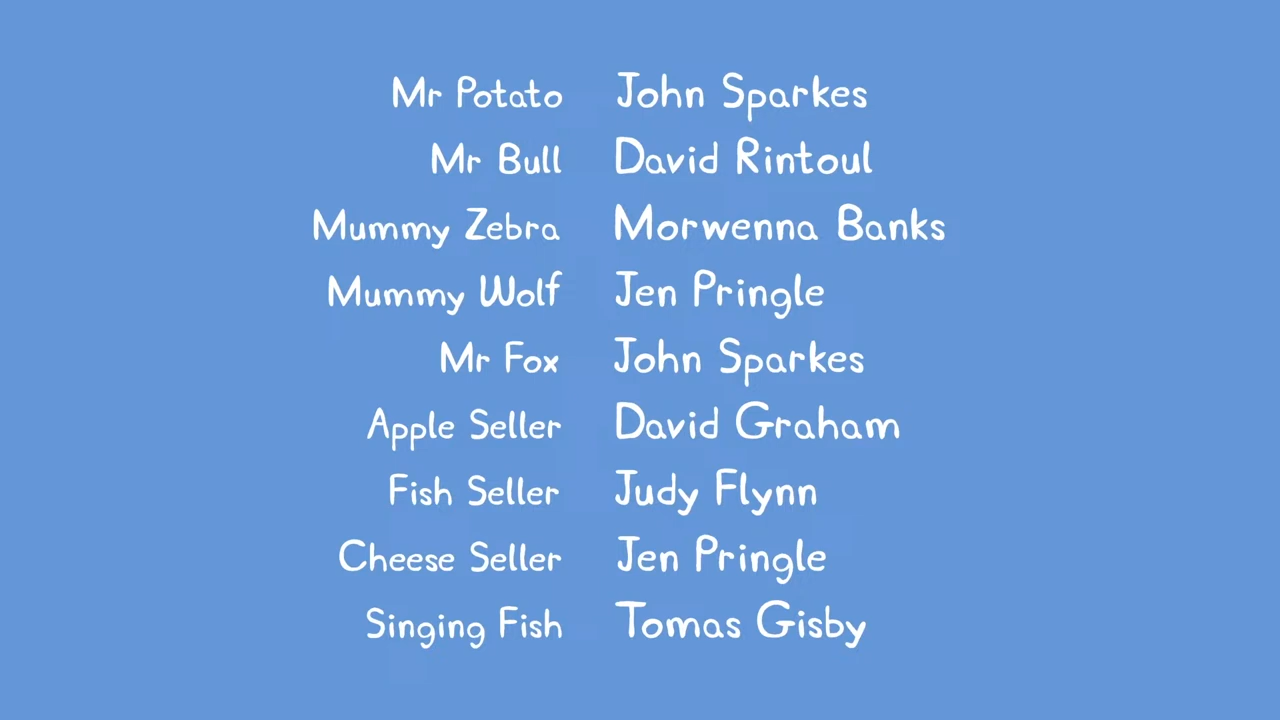 Mr Potato John Sparkes
Mr Bull David Rintoul
Mummy Zebra Morwenna Banks
Mummy Wolf Jen Pringle
Mr Fox John Sparkes
Apple Seller David Graham
Fish Seller Judy Flynn
Cheese Seller Jen Pringle
Singing Fish Tomas Gisby